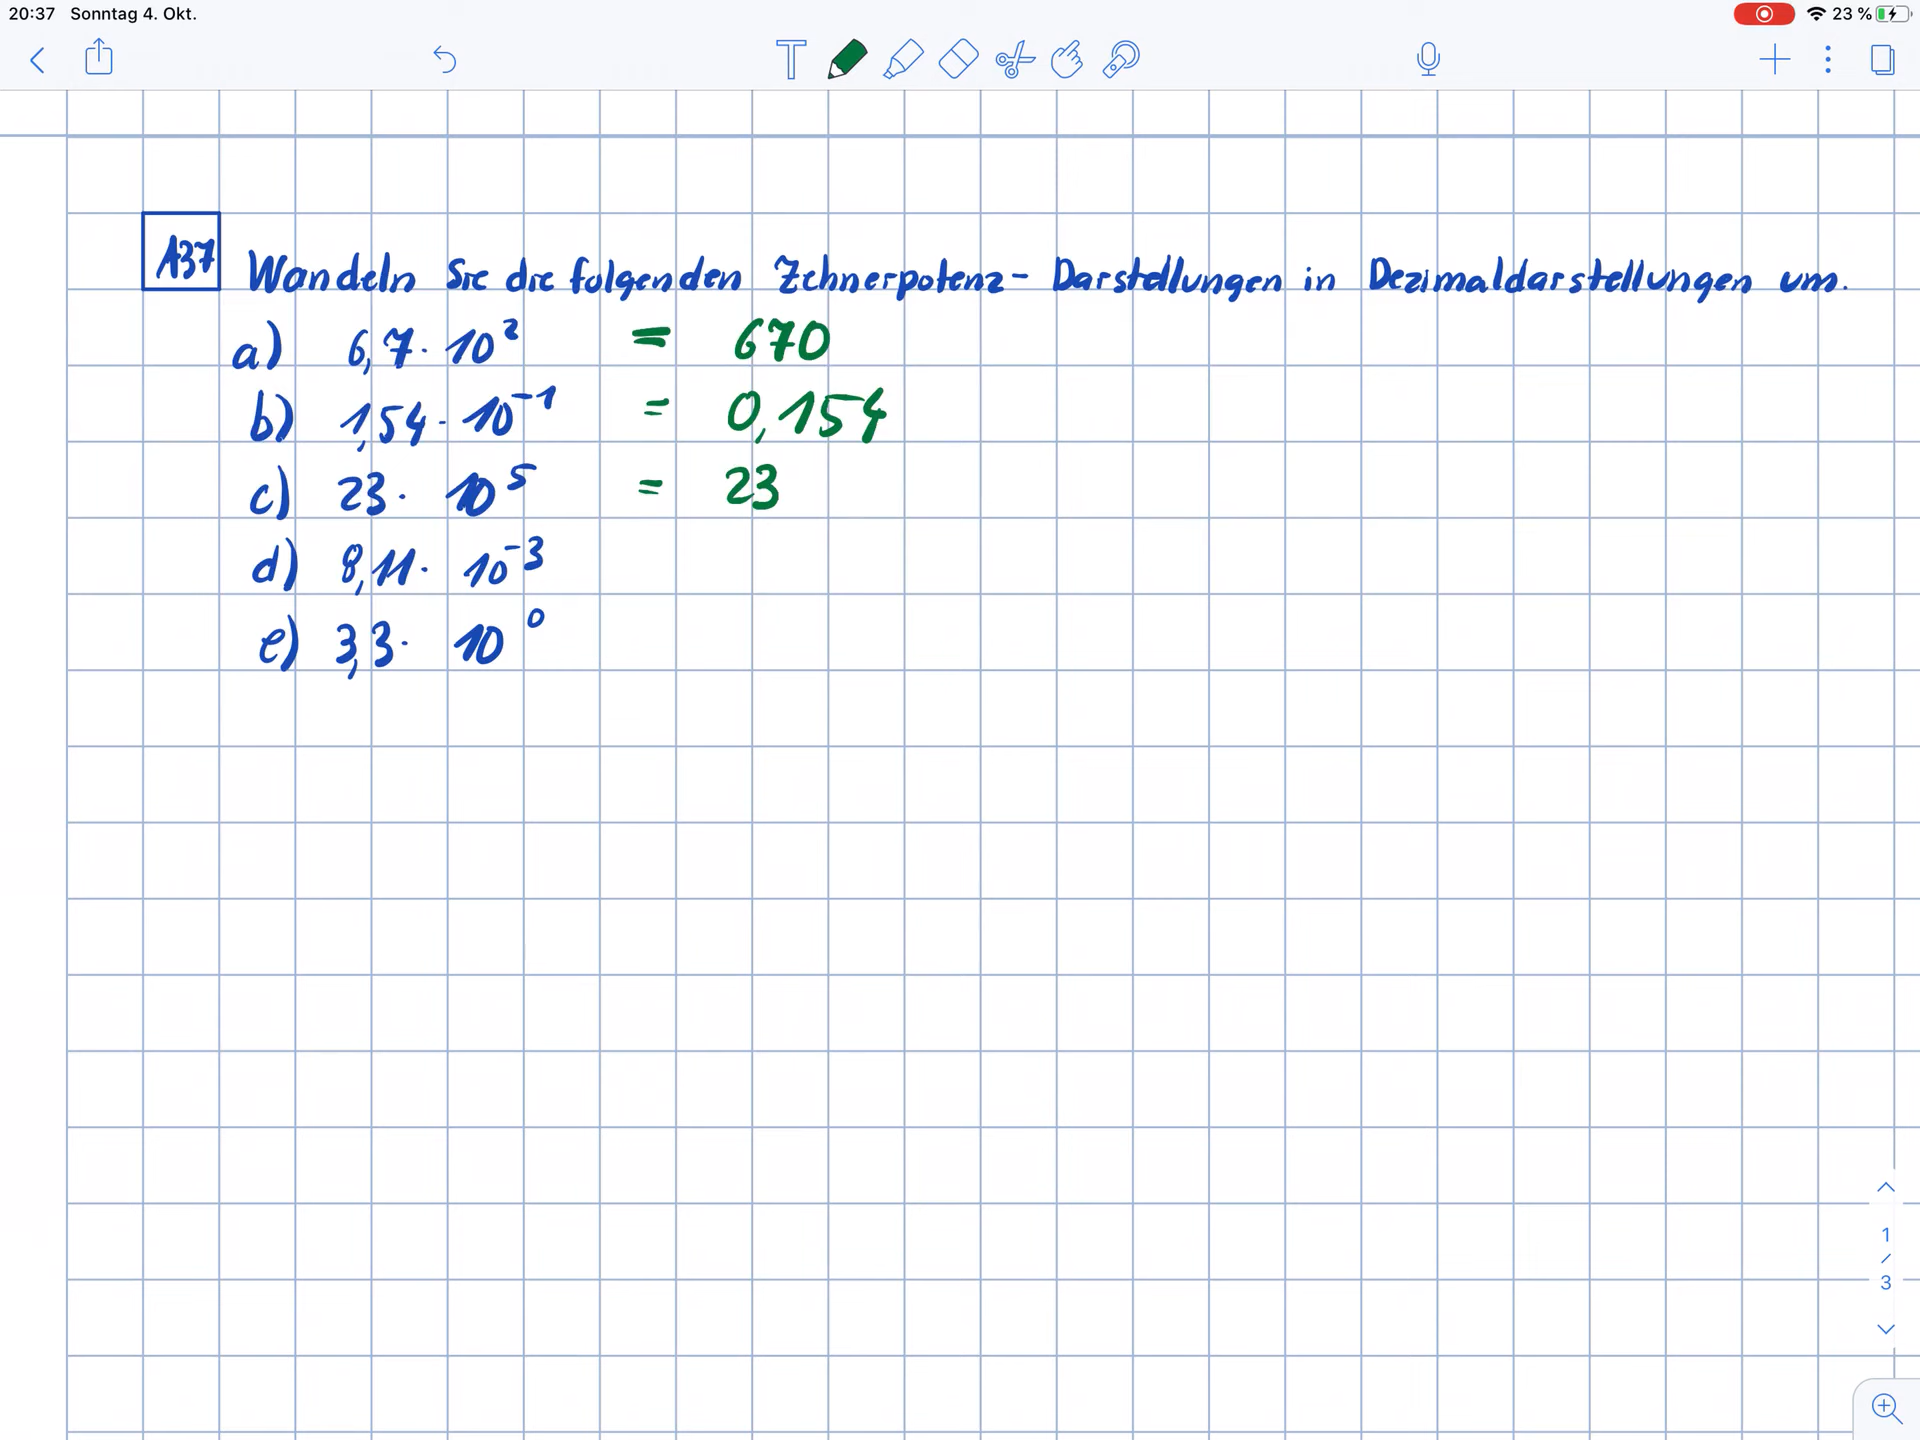 20:37 Sonntag 4. Okt. 23 %
T
A37 Wandeln Sie die folgenden Zehnerpotenz-Darstellungen in Dezimaldarstellungen um.
a) 6,7 · 10² = 670
b) 1,54 · 10⁻¹ = 0,154
c) 23 · 10⁵ = 23
d) 8,11 · 10⁻³
e) 3,3 · 10⁰
1
/
3